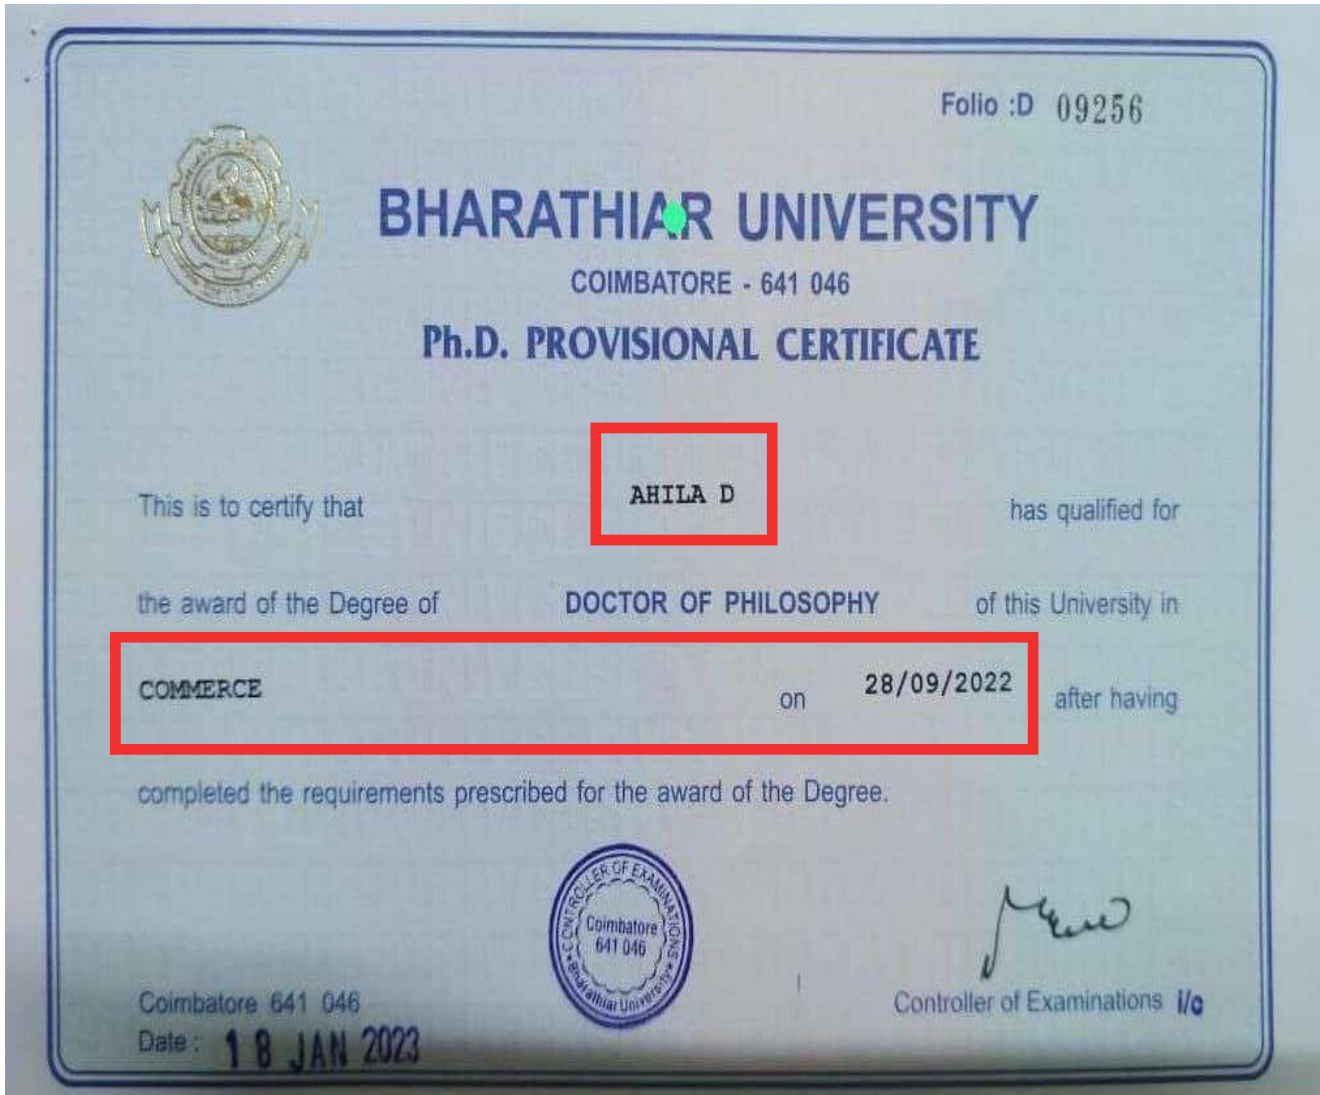 Folio :D 09256
BHARATHIAR UNIVERSITY
COIMBATORE - 641 046
Ph.D. PROVISIONAL CERTIFICATE
This is to certify that AHILA D has qualified for
the award of the Degree of DOCTOR OF PHILOSOPHY of this University in
COMMERCE on 28/09/2022 after having
completed the requirements prescribed for the award of the Degree.
CONTROLLER OF EXAMINATIONS
Coimbatore
641 046
Bharathiar University
Coimbatore 641 046
Controller of Examinations i/c
Date : 18 JAN 2023